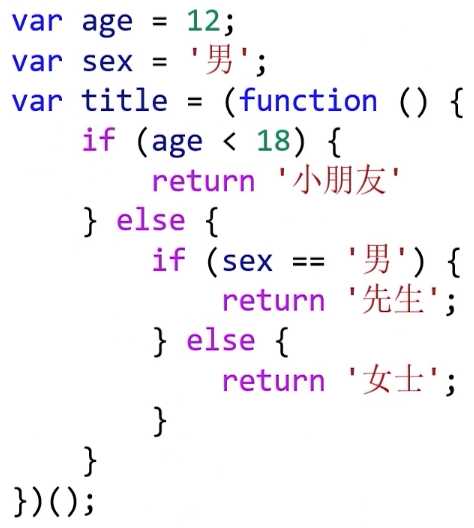 var age = 12;
var sex = '男';
var title = (function () {
    if (age < 18) {
        return '小朋友'
    } else {
        if (sex == '男') {
            return '先生';
        } else {
            return '女士';
        }
    }
})();